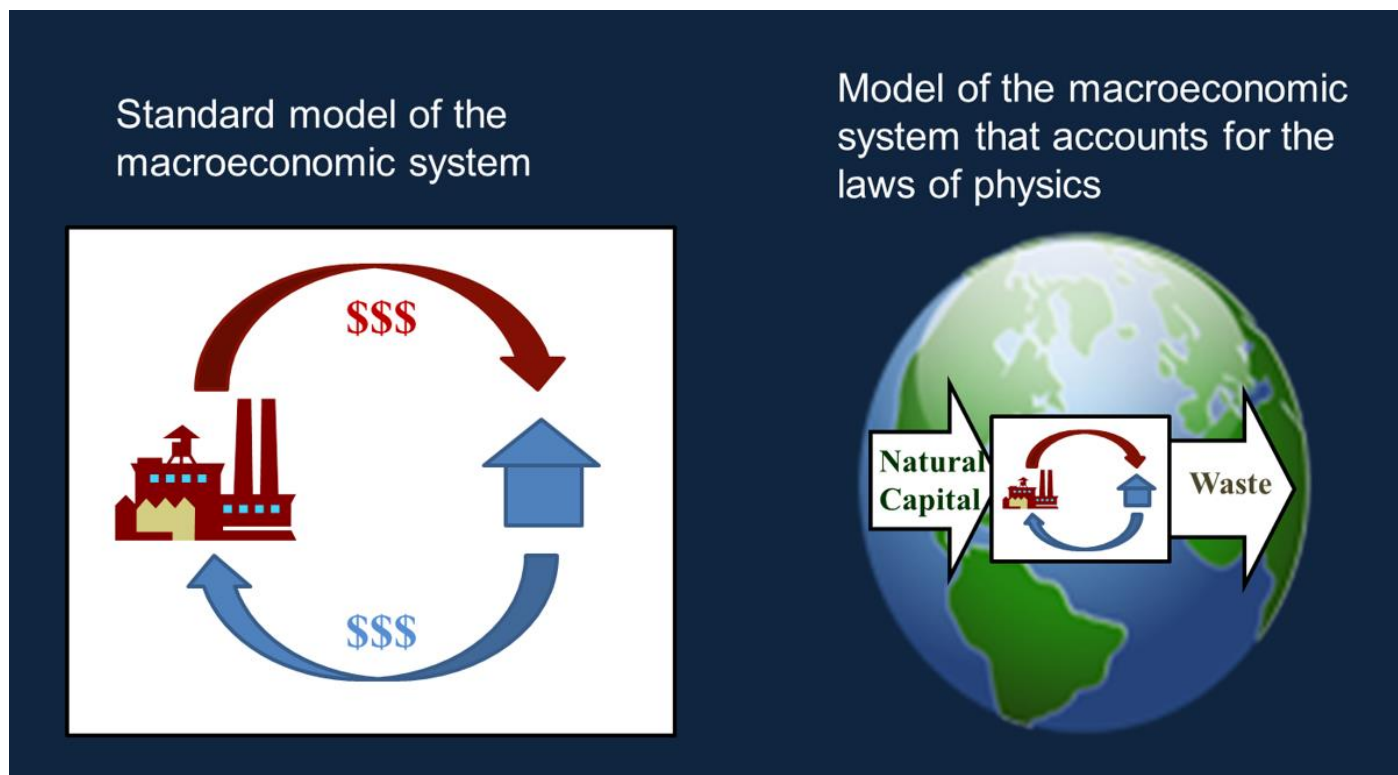 Standard model of the
macroeconomic system
$$$
$$$
Model of the macroeconomic
system that accounts for the
laws of physics
Natural
Capital
Waste